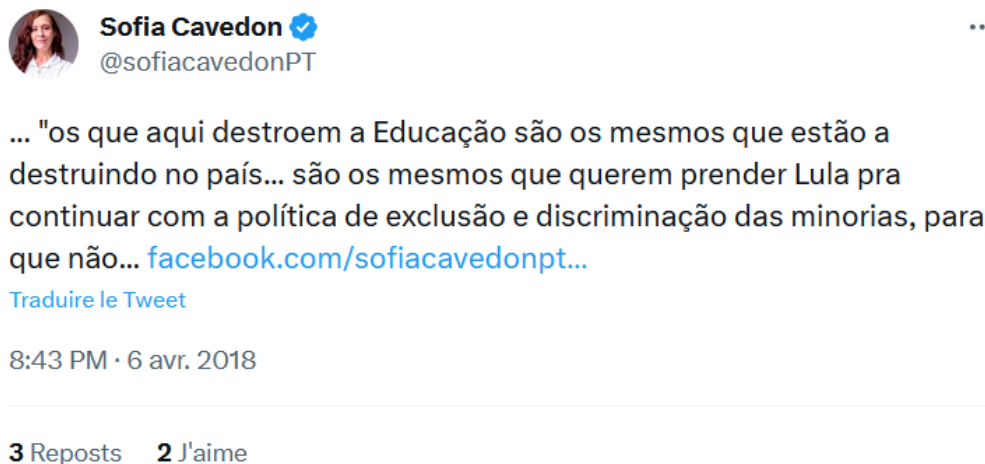 Sofia Cavedon
@sofiacavedonPT
... "os que aqui destroem a Educação são os mesmos que estão a
destruindo no país... são os mesmos que querem prender Lula pra
continuar com a política de exclusão e discriminação das minorias, para
que não... facebook.com/sofiacavedonpt...
Traduire le Tweet
8:43 PM · 6 avr. 2018
3 Reposts 2 J'aime